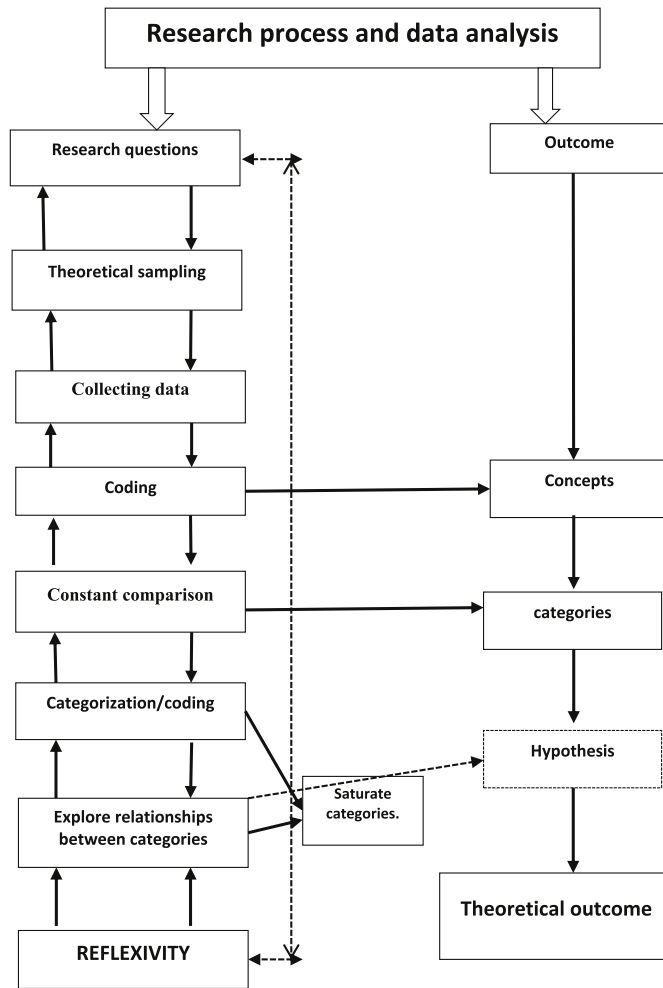 Research process and data analysis
Research questions
Outcome
Theoretical sampling
Collecting data
Coding
Concepts
Constant comparison
categories
Categorization/coding
Hypothesis
Saturate
categories.
Explore relationships
between categories
Theoretical outcome
REFLEXIVITY